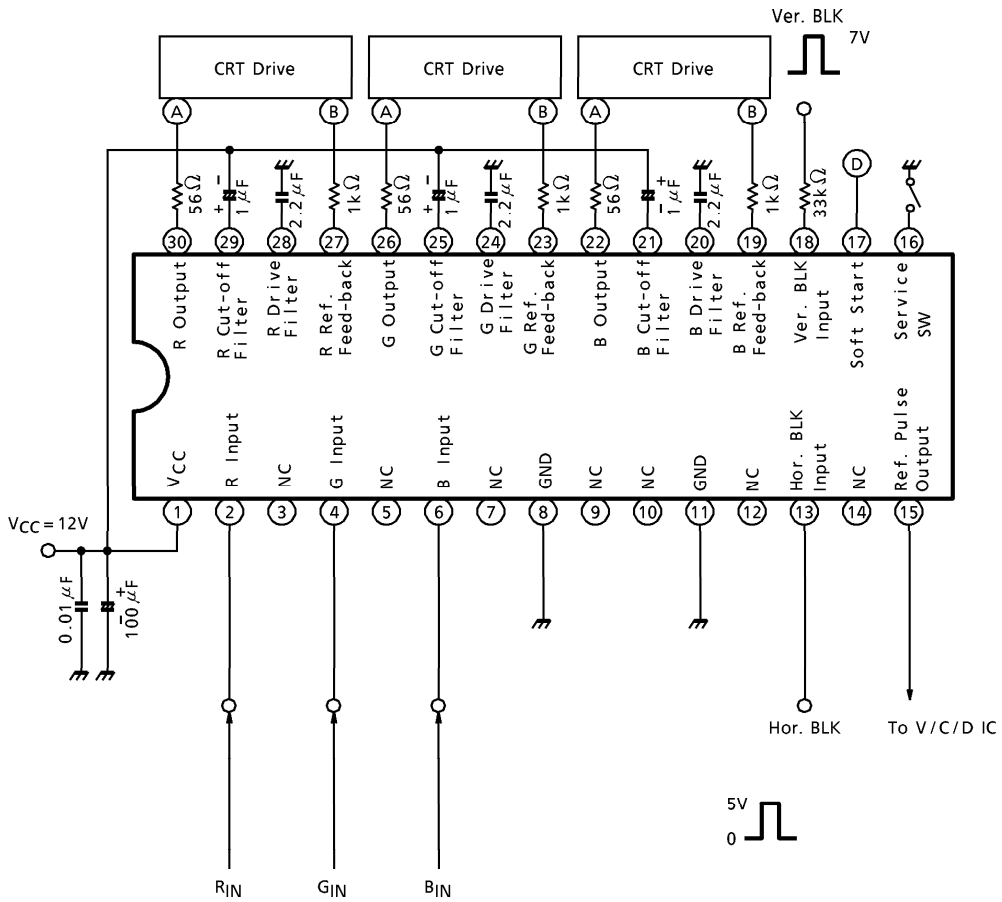 Ver. BLK
7V
CRT Drive
CRT Drive
CRT Drive
A
B
A
B
A
B
D
56Ω
+ -
1μF
2.2μF
1kΩ
56Ω
+ -
1μF
2.2μF
1kΩ
56Ω
- +
1μF
2.2μF
1kΩ
33kΩ
30
29
28
27
26
25
24
23
22
21
20
19
18
17
16
R Output
R Cut-off
Filter
R Drive
Filter
R Ref.
Feed-back
G Output
G Cut-off
Filter
G Drive
Filter
G Ref.
Feed-back
B Output
B Cut-off
Filter
B Drive
Filter
B Ref.
Feed-back
Ver. BLK
Input
Soft Start
Service
SW
VCC
R Input
NC
G Input
NC
B Input
NC
GND
NC
NC
GND
NC
Hor. BLK
Input
NC
Ref. Pulse
Output
1
2
3
4
5
6
7
8
9
10
11
12
13
14
15
VCC = 12V
0.01μF
- +
100μF
Hor. BLK
To V/C/D IC
5V
0
RIN
GIN
BIN